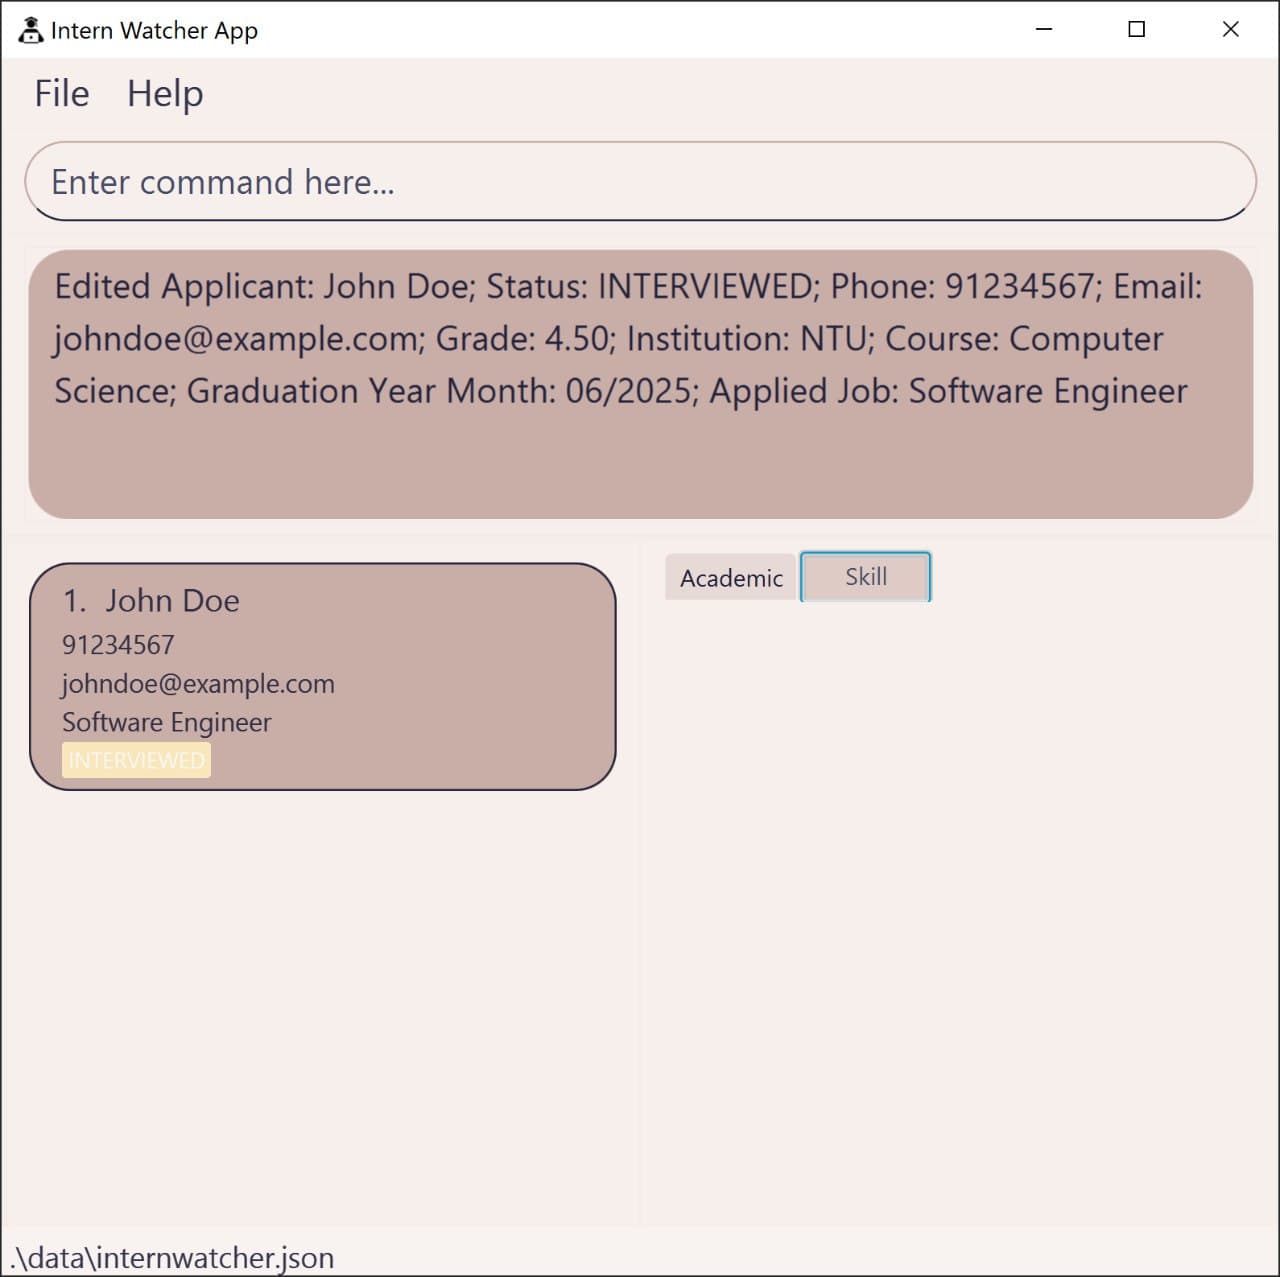 Intern Watcher App
File Help
Enter command here...
Edited Applicant: John Doe; Status: INTERVIEWED; Phone: 91234567; Email:
johndoe@example.com; Grade: 4.50; Institution: NTU; Course: Computer
Science; Graduation Year Month: 06/2025; Applied Job: Software Engineer
1. John Doe
91234567
johndoe@example.com
Software Engineer
INTERVIEWED
Academic Skill
.\data\internwatcher.json